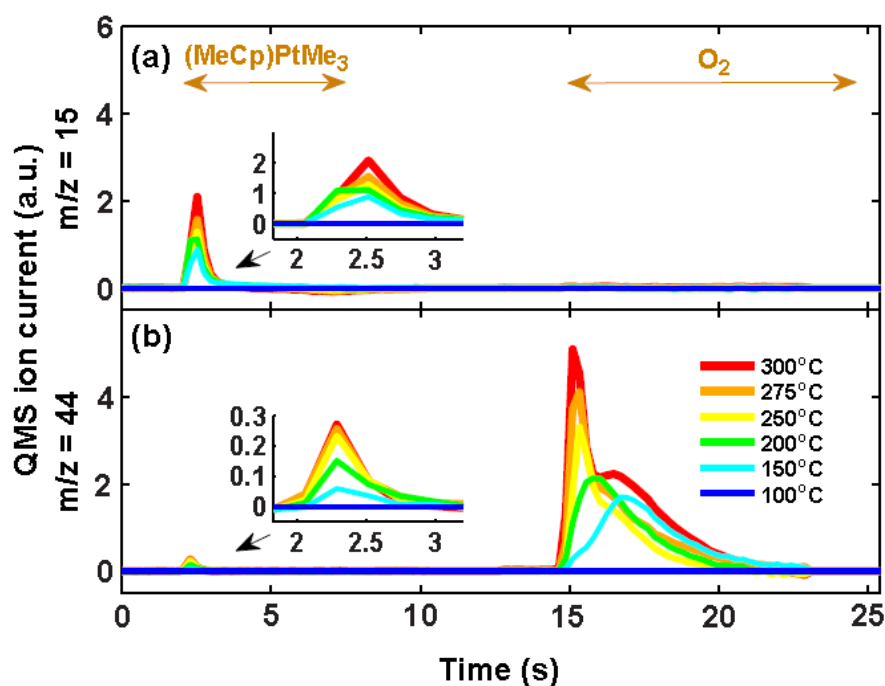 (a) (MeCp)PtMe₃ O₂
QMS ion current (a.u.)
m/z = 15
6
4
2
0
2
1
0
2 2.5 3
(b)
m/z = 44
4
2
0
0.3
0.2
0.1
0
2 2.5 3
300°C
275°C
250°C
200°C
150°C
100°C
0 5 10 15 20 25
Time (s)